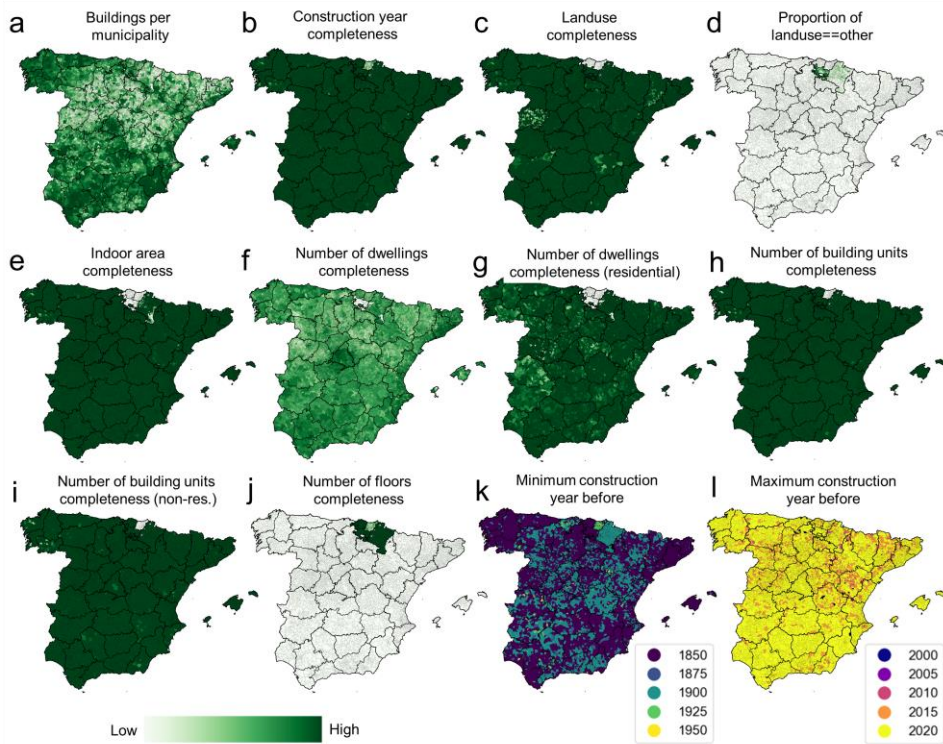 a
Buildings per
municipality
b
Construction year
completeness
c
Landuse
completeness
d
Proportion of
landuse==other
e
Indoor area
completeness
f
Number of dwellings
completeness
g
Number of dwellings
completeness (residential)
h
Number of building units
completeness
i
Number of building units
completeness (non-res.)
j
Number of floors
completeness
k
Minimum construction
year before
l
Maximum construction
year before
Low
High
1850
1875
1900
1925
1950
2000
2005
2010
2015
2020